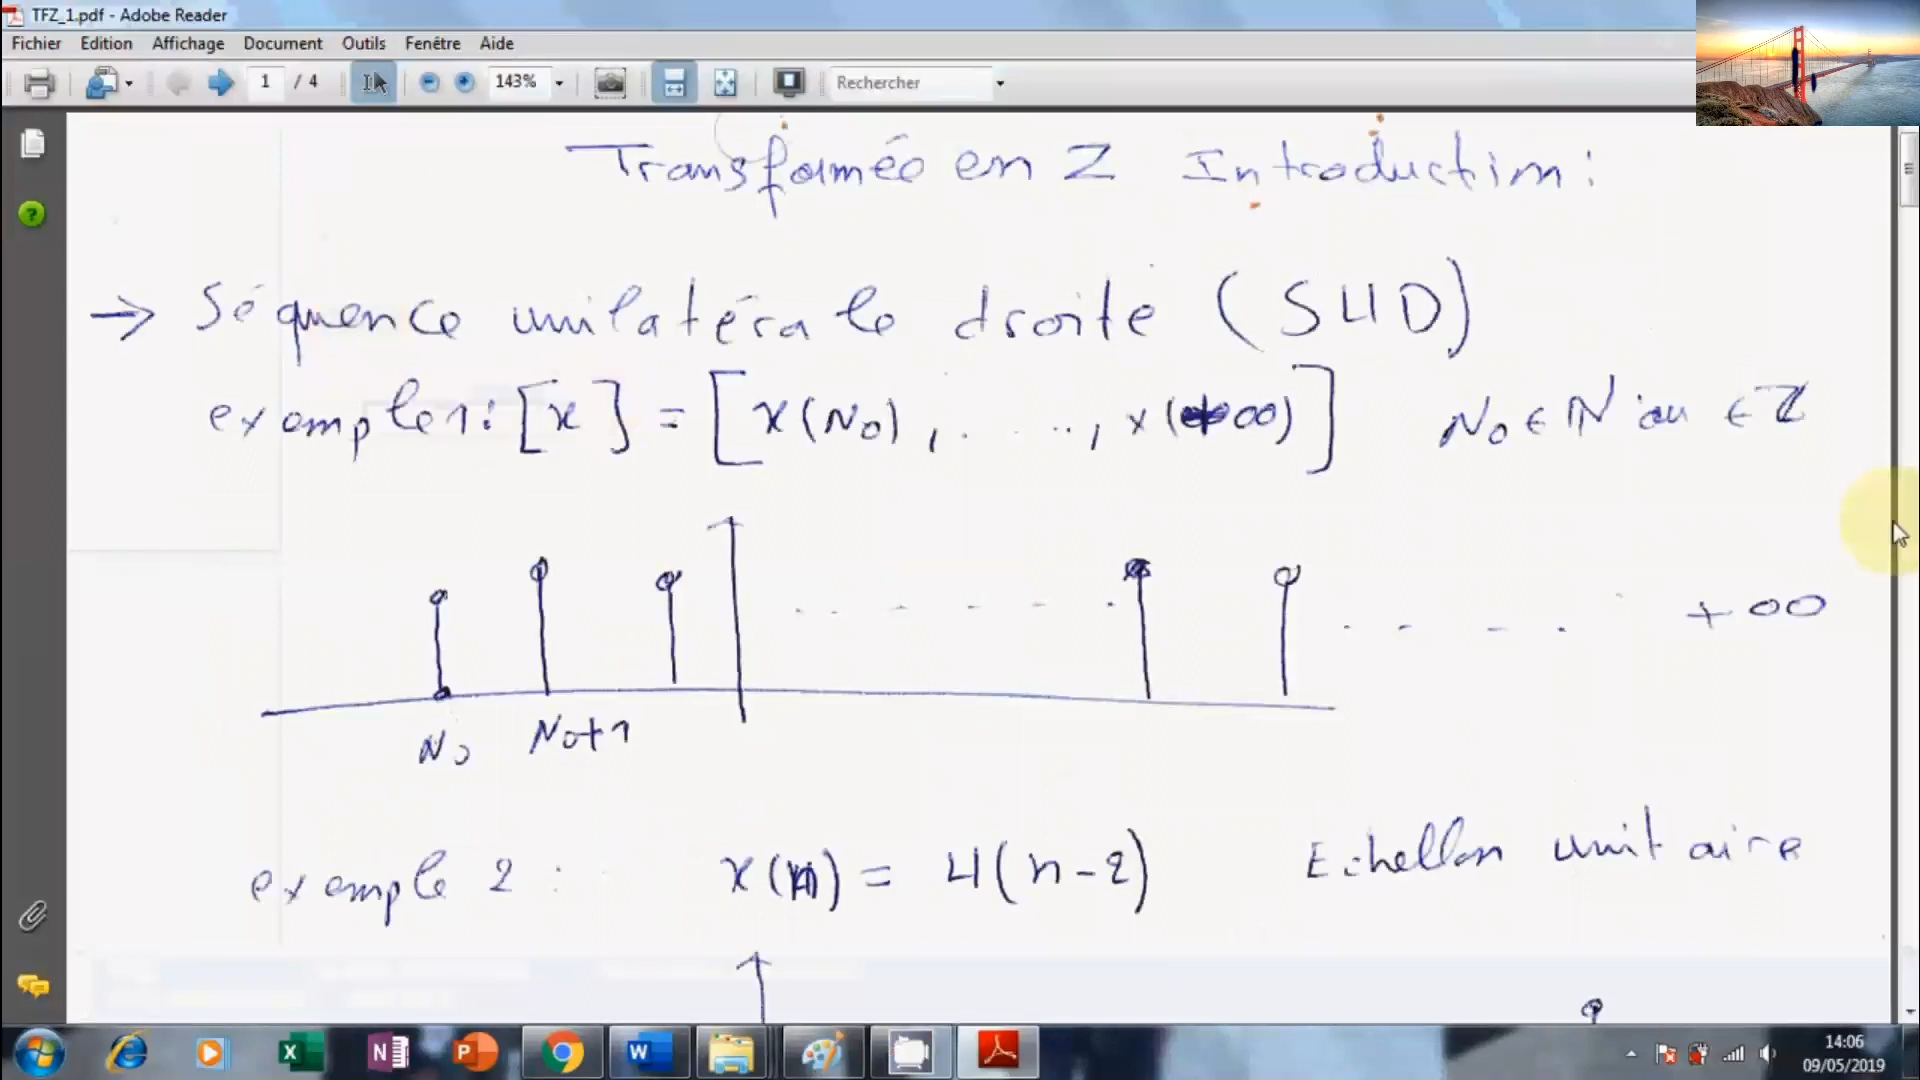 TFZ_1.pdf - Adobe Reader
Fichier Edition Affichage Document Outils Fenêtre Aide
1 / 4 143% Rechercher
Transformée en Z Introduction :
→ Séquence unilatérale droite (SUD)
exemple 1 : [x] = [x(N0), . . . . ., x(+∞)] N0 ∈ ℕ ou ∈ ℤ
+∞
N0 N0+1
exemple 2 : x(n) = U(n-2) Echellon unitaire
14:06
09/05/2019